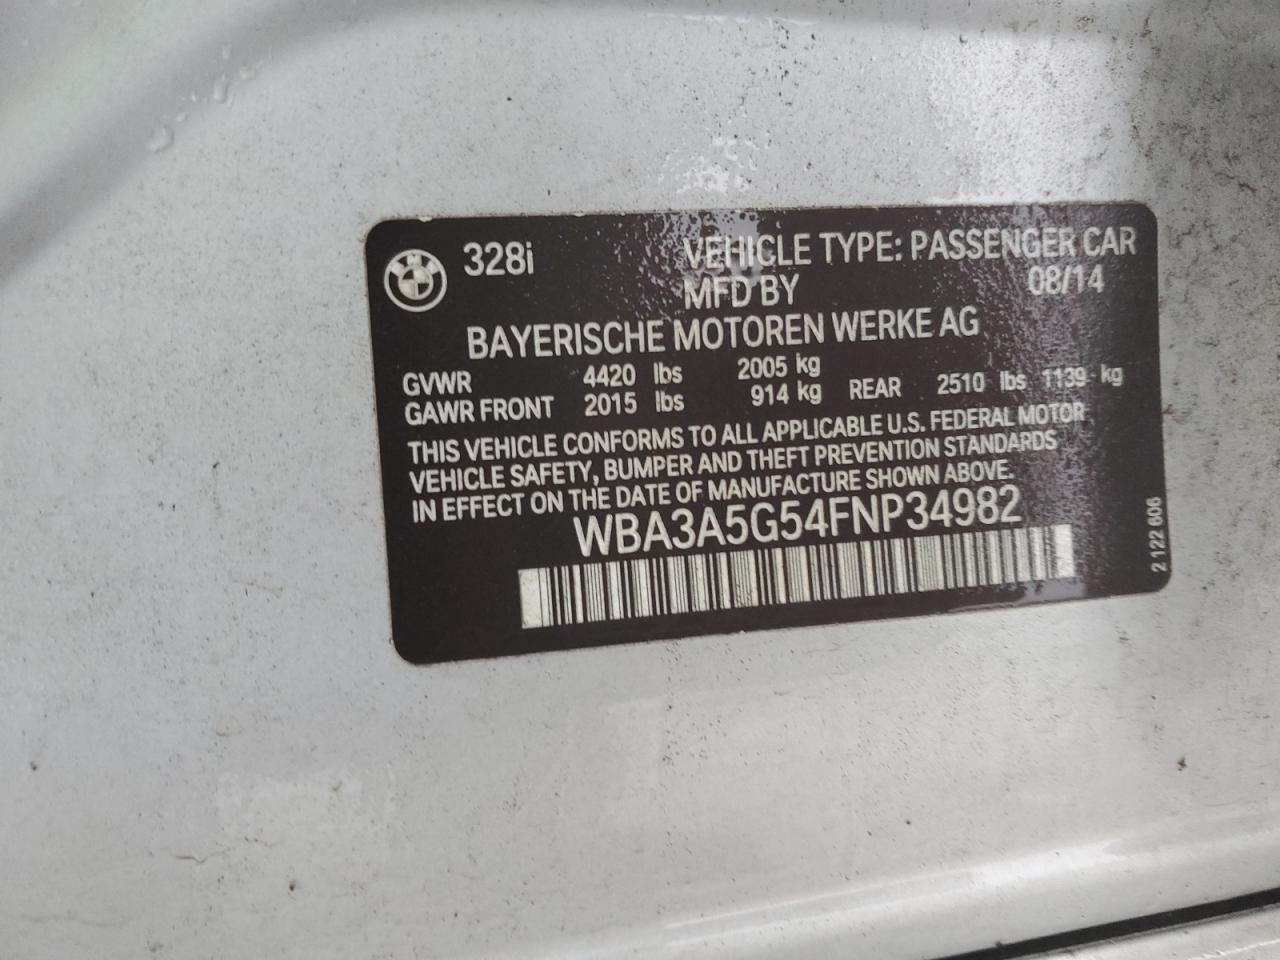 328i VEHICLE TYPE: PASSENGER CAR
MFD BY 08/14
BAYERISCHE MOTOREN WERKE AG
GVWR 4420 lbs 2005 kg
GAWR FRONT 2015 lbs 914 kg REAR 2510 lbs 1139 kg
THIS VEHICLE CONFORMS TO ALL APPLICABLE U.S. FEDERAL MOTOR
VEHICLE SAFETY, BUMPER AND THEFT PREVENTION STANDARDS
IN EFFECT ON THE DATE OF MANUFACTURE SHOWN ABOVE.
WBA3A5G54FNP34982
2 122 606